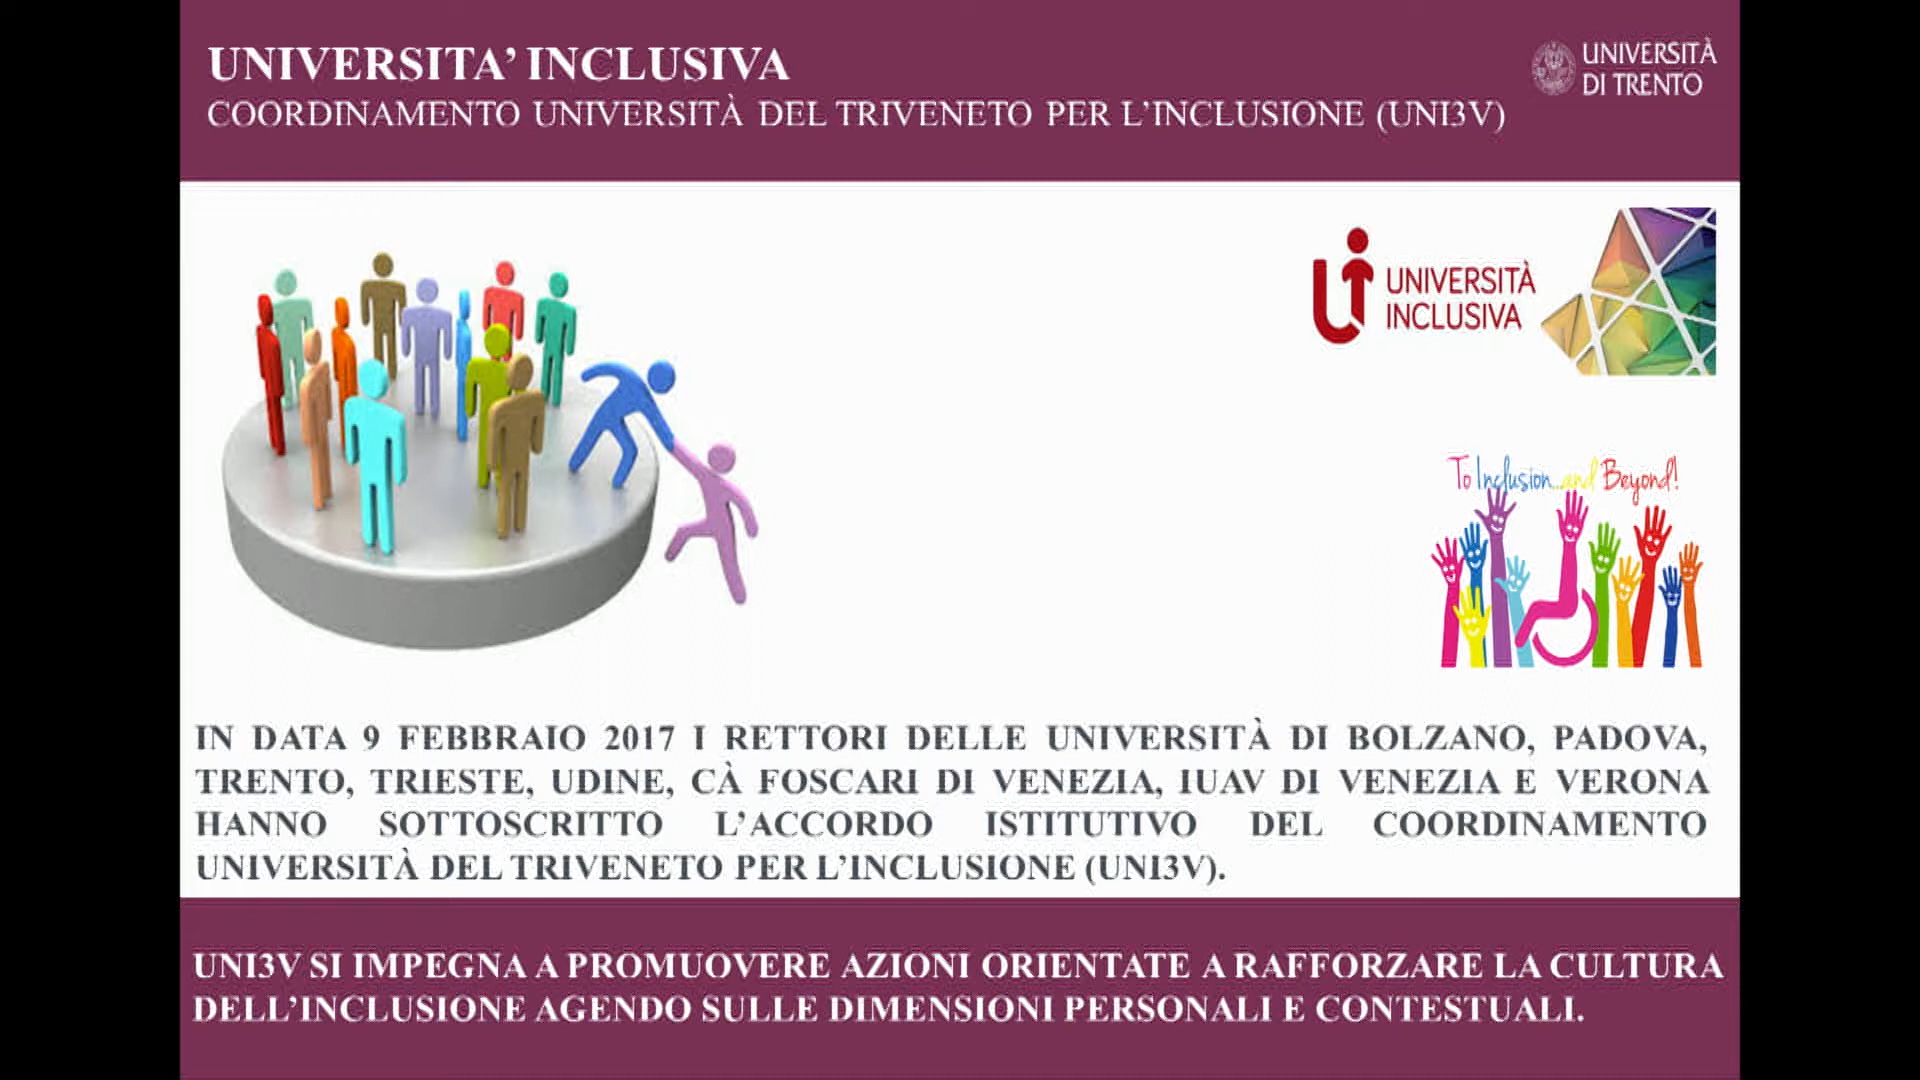 UNIVERSITA’ INCLUSIVA
COORDINAMENTO UNIVERSITÀ DEL TRIVENETO PER L’INCLUSIONE (UNI3V)
UNIVERSITÀ
DI TRENTO
UNIVERSITÀ
INCLUSIVA
To Inclusion...and Beyond!
IN DATA 9 FEBBRAIO 2017 I RETTORI DELLE UNIVERSITÀ DI BOLZANO, PADOVA,
TRENTO, TRIESTE, UDINE, CÀ FOSCARI DI VENEZIA, IUAV DI VENEZIA E VERONA
HANNO SOTTOSCRITTO L’ACCORDO ISTITUTIVO DEL COORDINAMENTO
UNIVERSITÀ DEL TRIVENETO PER L’INCLUSIONE (UNI3V).
UNI3V SI IMPEGNA A PROMUOVERE AZIONI ORIENTATE A RAFFORZARE LA CULTURA
DELL’INCLUSIONE AGENDO SULLE DIMENSIONI PERSONALI E CONTESTUALI.